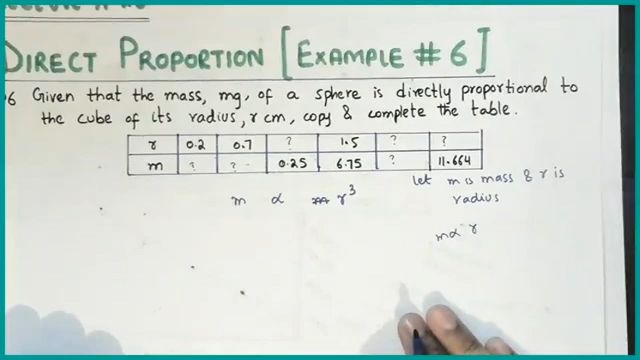 DIRECT PROPORTION [EXAMPLE # 6]
06 Given that the mass, mg, of a sphere is directly proportional to
the cube of its radius, r cm, copy & complete the table.
r 0.2 0.7 ? 1.5 ? ?
m ? ? 0.25 6.75 ? 11.664
let m is mass & r is
radius
m ∝ r³
m∝ r